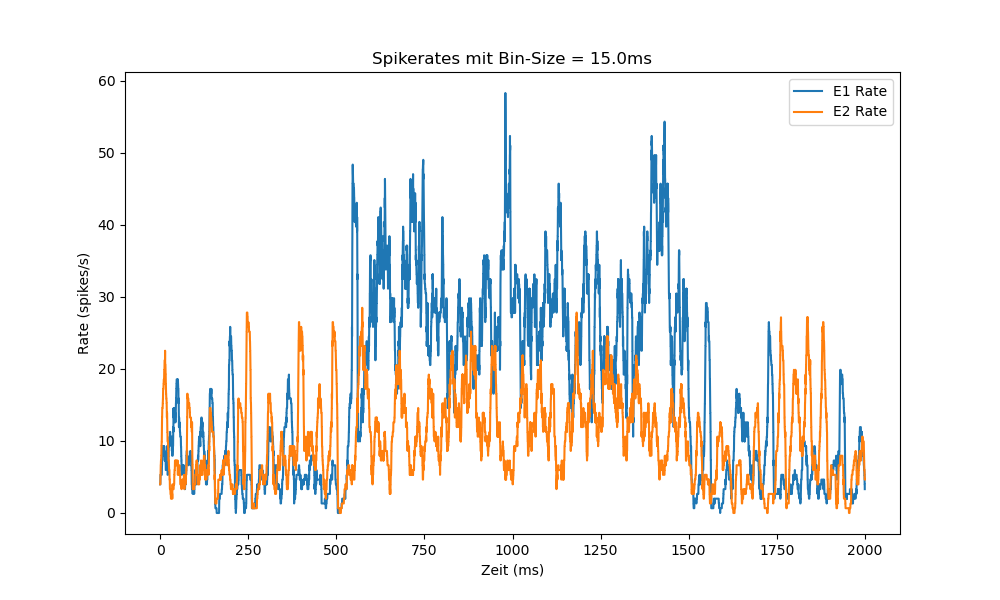 Spikerates mit Bin-Size = 15.0ms
E1 Rate
E2 Rate
60
50
40
30
20
10
0
Rate (spikes/s)
0 250 500 750 1000 1250 1500 1750 2000
Zeit (ms)